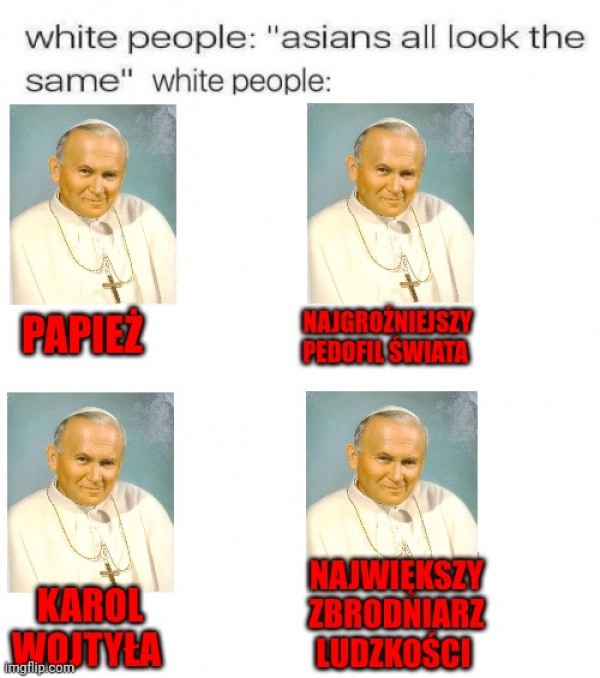 white people: "asians all look the
same" white people:
PAPIEŻ
NAJGROŹNIEJSZY
PEDOFIL ŚWIATA
KAROL
WOJTYŁA
NAJWIĘKSZY
ZBRODNIARZ
LUDZKOŚCI
imgflip.com